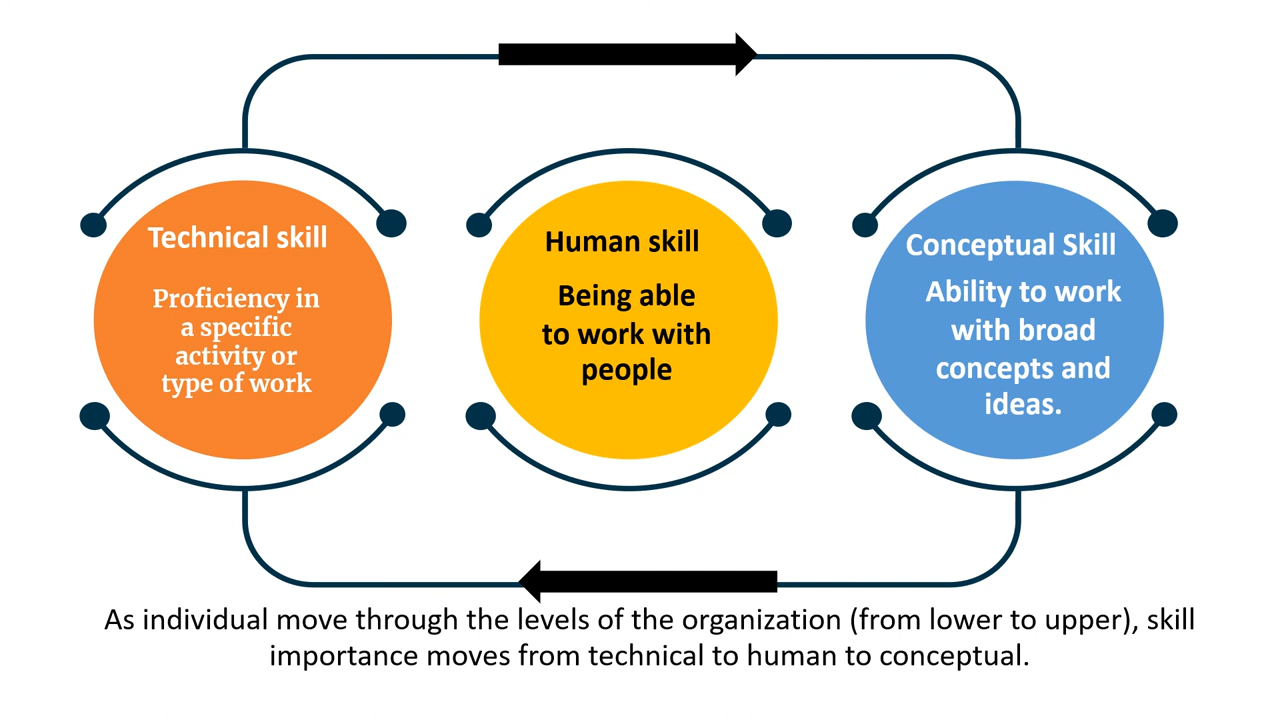 Technical skill
Proficiency in
a specific
activity or
type of work
Human skill
Being able
to work with
people
Conceptual Skill
Ability to work
with broad
concepts and
ideas.
As individual move through the levels of the organization (from lower to upper), skill
importance moves from technical to human to conceptual.